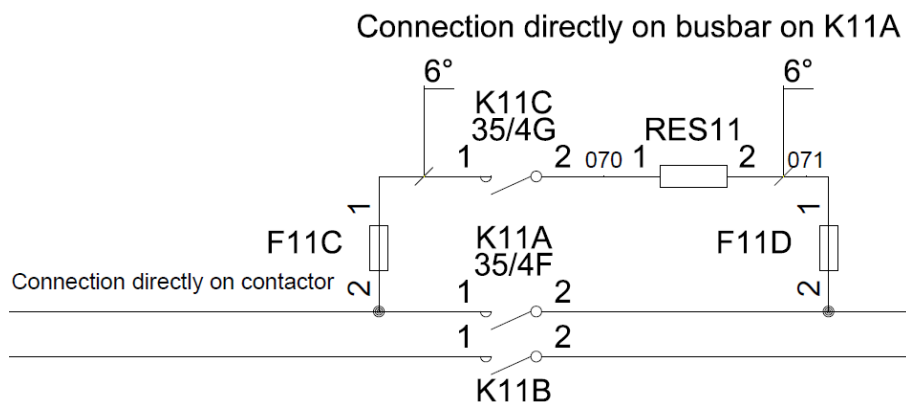 Connection directly on busbar on K11A
6° 6°
K11C
35/4G RES11
1 2 070 1 2 071
1 1
F11C K11A F11D
35/4F
Connection directly on contactor 2 1 2 2
1 2
K11B